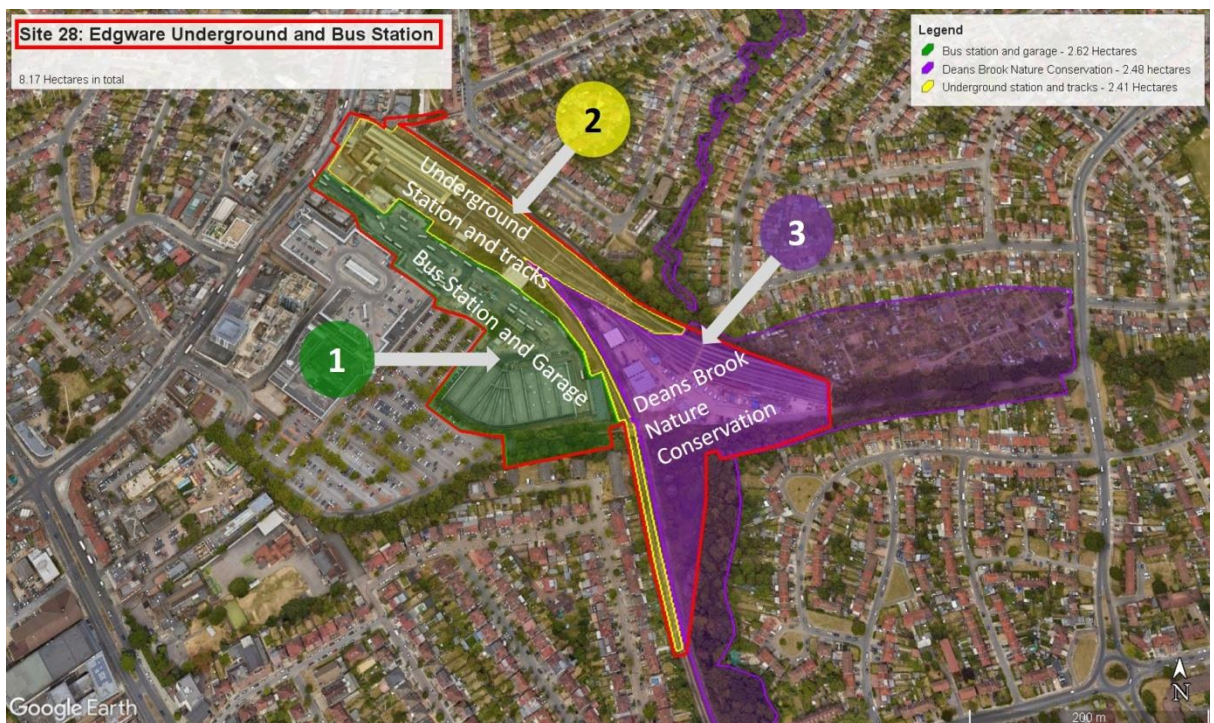 Site 28: Edgware Underground and Bus Station
8.17 Hectares in total
Legend
Bus station and garage - 2.62 Hectares
Deans Brook Nature Conservation - 2.48 hectares
Underground station and tracks - 2.41 Hectares
2
Underground
Station and tracks
3
Bus Station and Garage
1
Deans Brook
Nature
Conservation
Google Earth
N
200 m